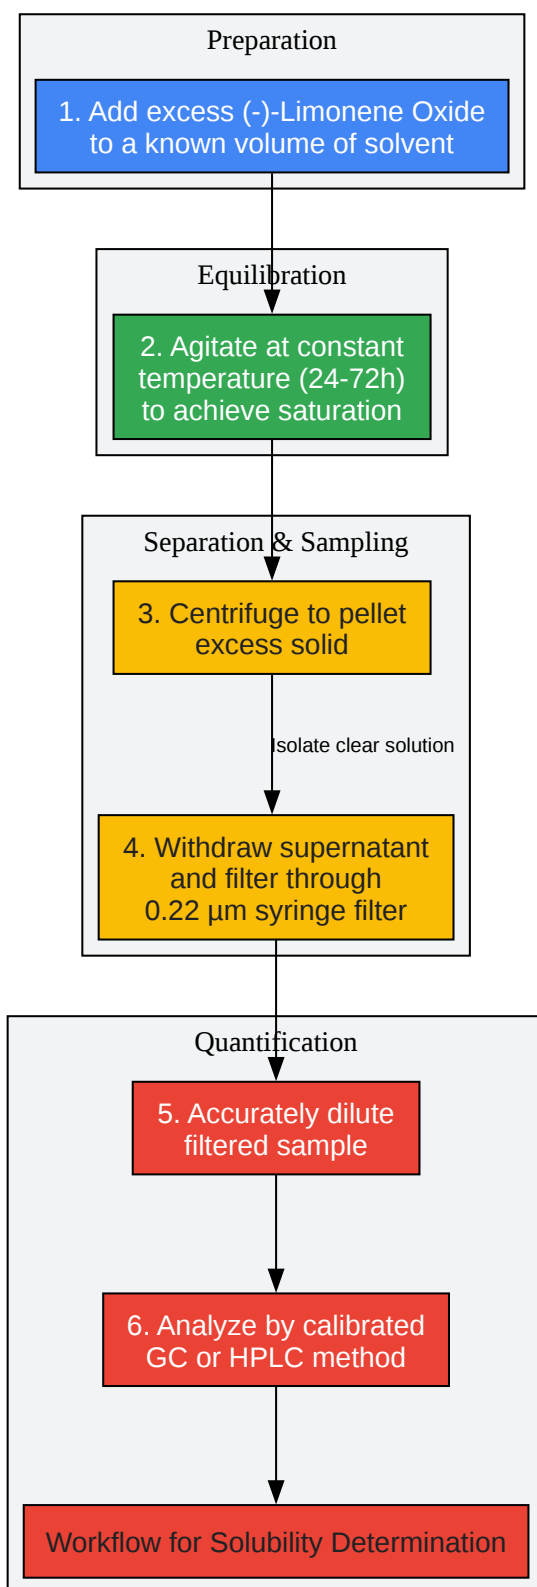 Preparation
1. Add excess (-)-Limonene Oxide
to a known volume of solvent
Equilibration
2. Agitate at constant
temperature (24-72h)
to achieve saturation
Separation & Sampling
3. Centrifuge to pellet
excess solid
Isolate clear solution
4. Withdraw supernatant
and filter through
0.22 µm syringe filter
Quantification
5. Accurately dilute
filtered sample
6. Analyze by calibrated
GC or HPLC method
Workflow for Solubility Determination